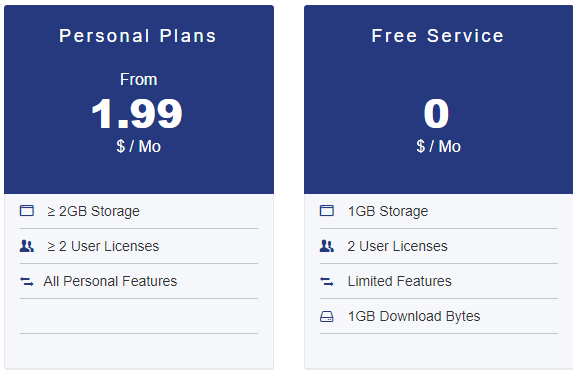 Personal Plans
From
1.99
$ / Mo
≥ 2GB Storage
≥ 2 User Licenses
All Personal Features
Free Service
0
$ / Mo
1GB Storage
2 User Licenses
Limited Features
1GB Download Bytes